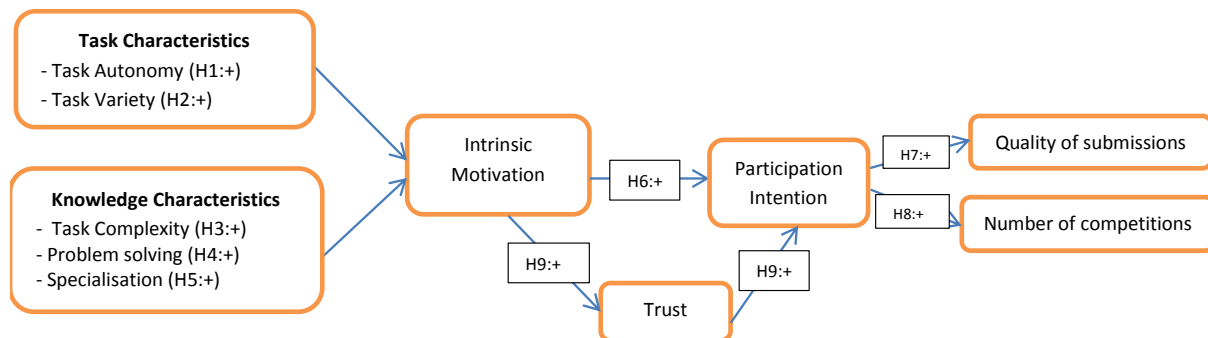 Task Characteristics
- Task Autonomy (H1:+)
- Task Variety (H2:+)
Knowledge Characteristics
- Task Complexity (H3:+)
- Problem solving (H4:+)
- Specialisation (H5:+)
Intrinsic
Motivation
H6:+
H9:+
Trust
H9:+
Participation
Intention
H7:+
H8:+
Quality of submissions
Number of competitions